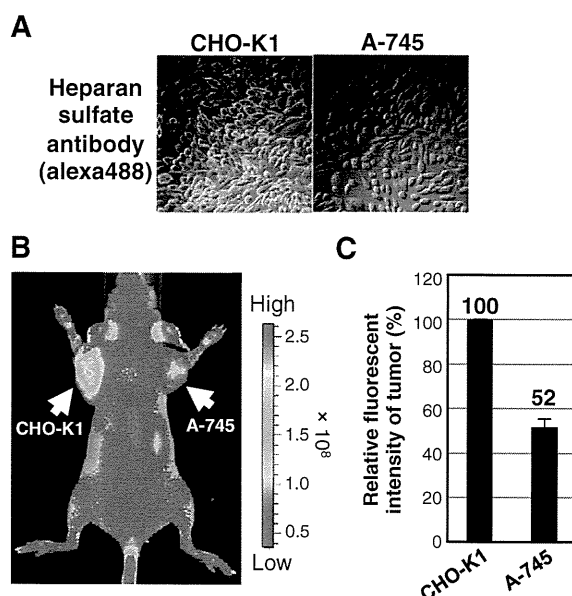 A
CHO-K1 A-745
Heparan
sulfate
antibody
(alexa488)
B
High
2.5
2.0
1.5
1.0
0.5
× 10⁸
Low
CHO-K1
A-745
C
Relative fluorescent
intensity of tumor (%)
120
100
80
60
40
20
0
100
52
CHO-K1
A-745